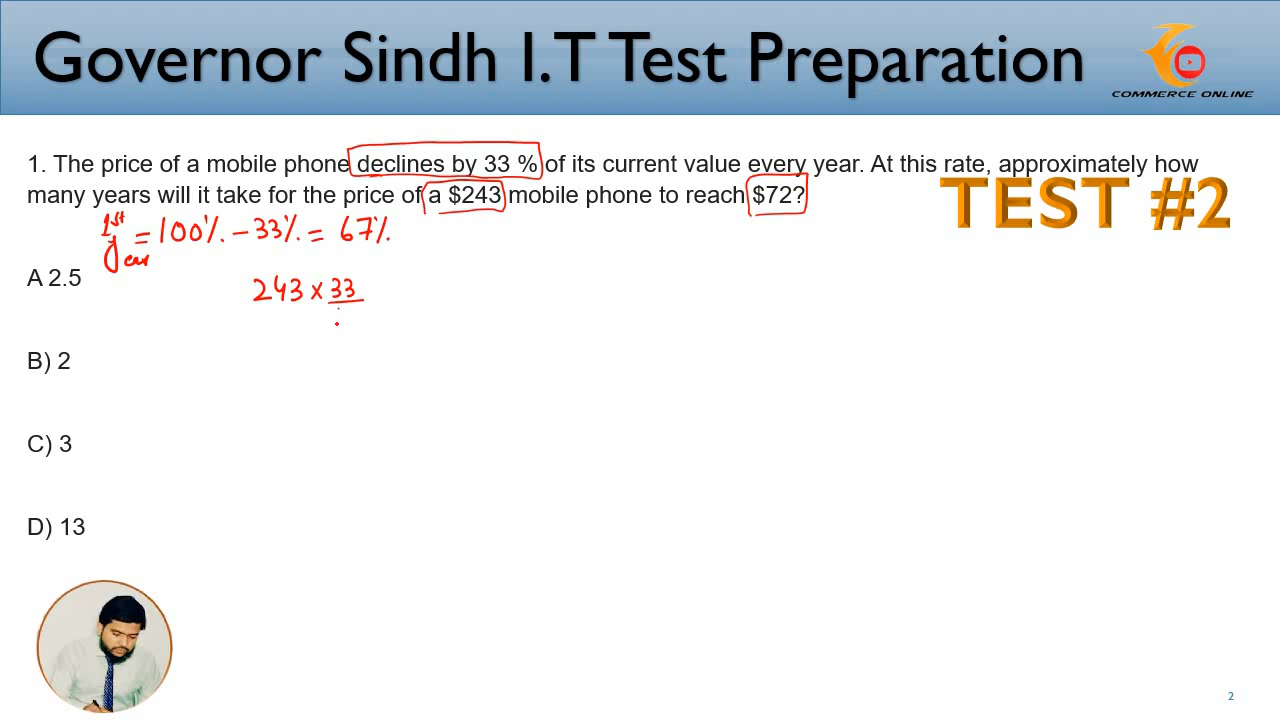 Governor Sindh I.T Test Preparation
COMMERCE ONLINE
1. The price of a mobile phone declines by 33 % of its current value every year. At this rate, approximately how
many years will it take for the price of a $243 mobile phone to reach $72?
TEST #2
1st year = 100% - 33% = 67%
A 2.5
243 × 33
B) 2
C) 3
D) 13
2